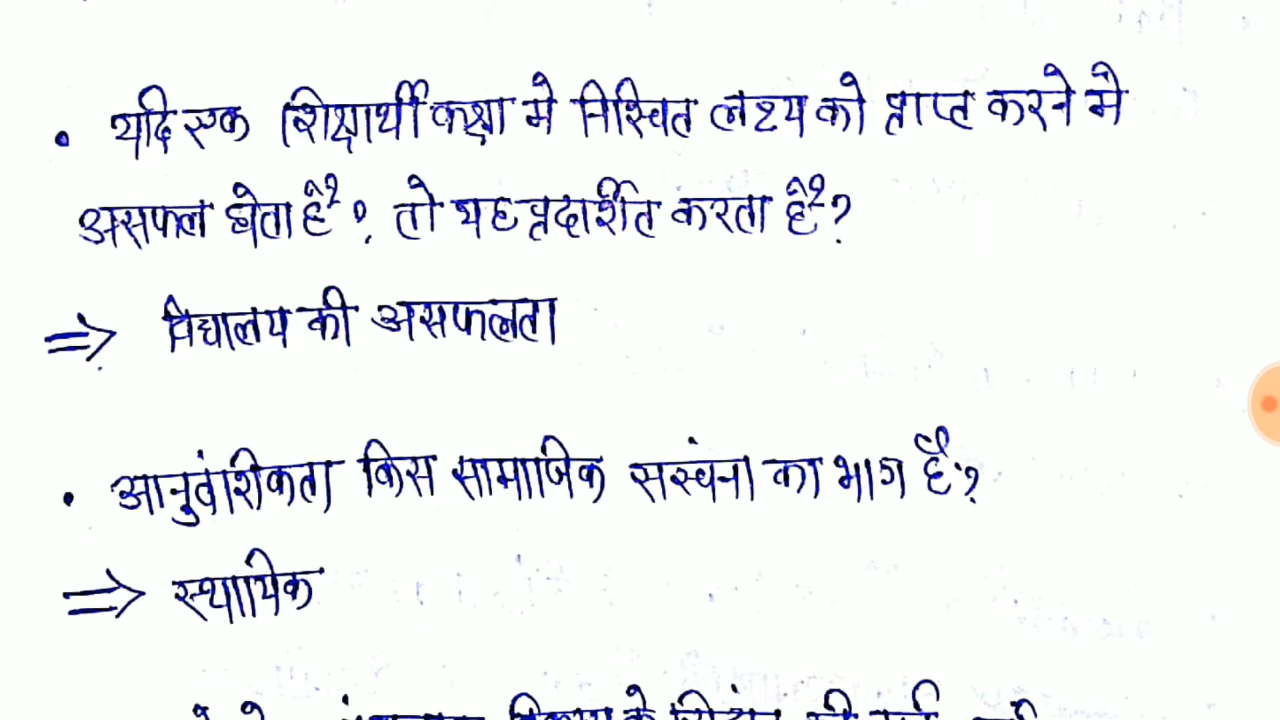 • यदि एक शिक्षार्थी कक्षा मे निश्चित लक्ष्य को प्राप्त करने मे
असफल होता है ?, तो यह प्रदर्शित करता है ?
=> विद्यालय की असफलता
• आनुवंशिकता किस सामाजिक संरचना का भाग है ?
=> स्थायिक
विकास के